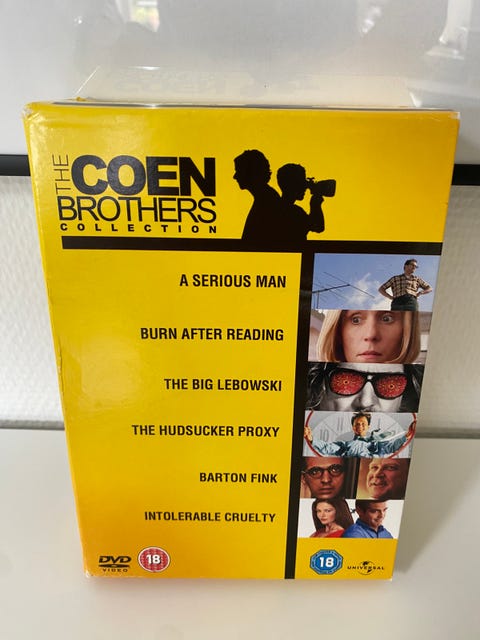 THE
COEN
BROTHERS
COLLECTION
A SERIOUS MAN
BURN AFTER READING
THE BIG LEBOWSKI
THE HUDSUCKER PROXY
BARTON FINK
INTOLERABLE CRUELTY
DVD
VIDEO
18
18
UNIVERSAL